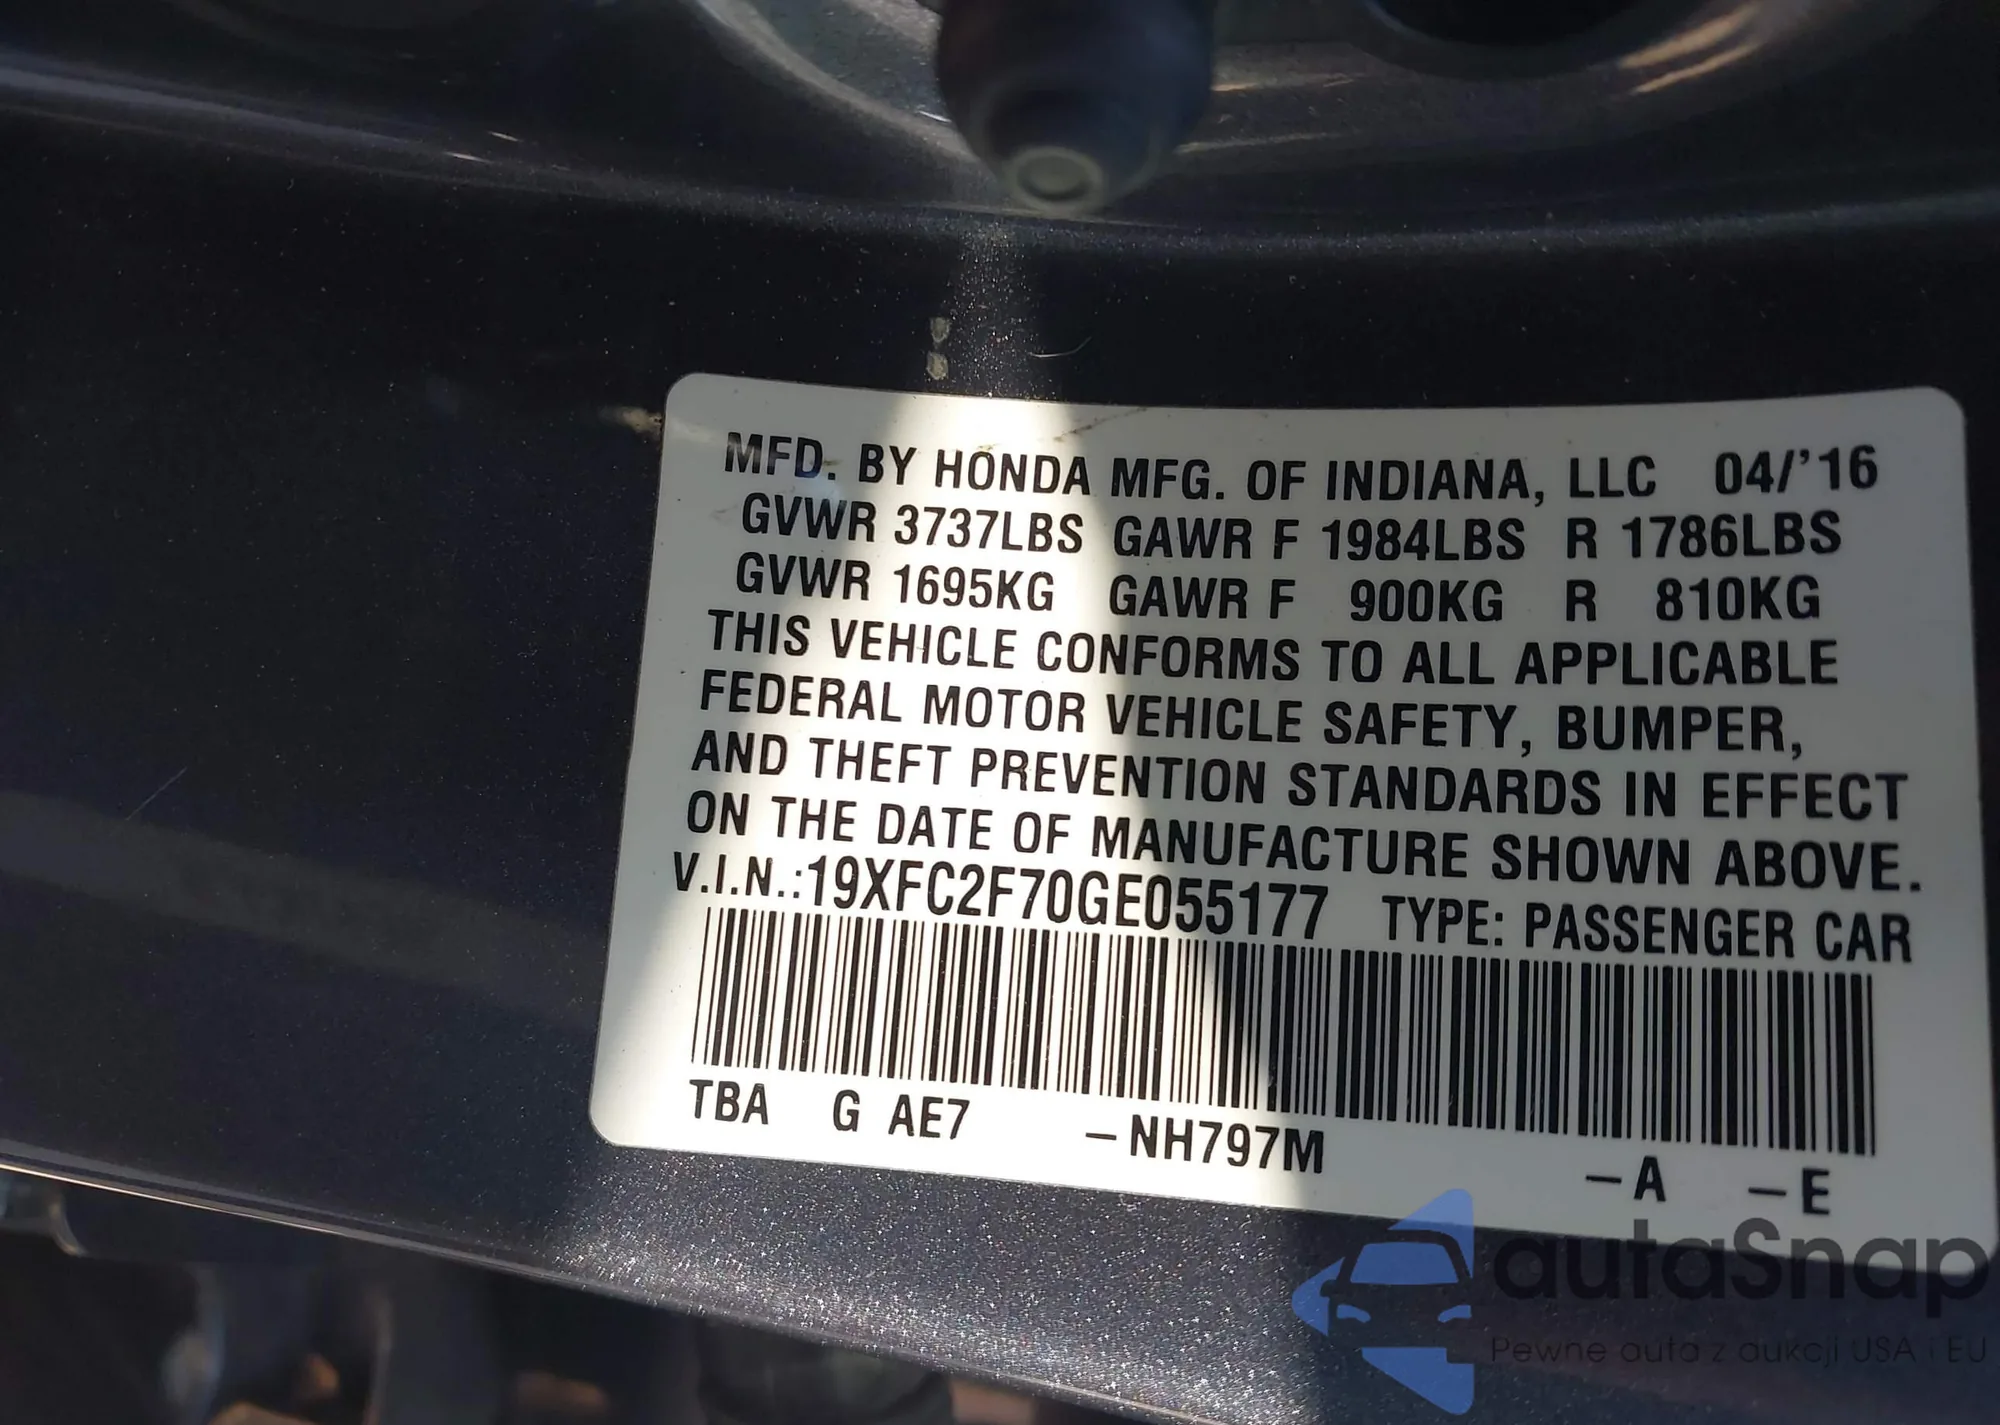 MFD. BY HONDA MFG. OF INDIANA, LLC 04/'16
GVWR 3737LBS GAWR F 1984LBS R 1786LBS
GVWR 1695KG GAWR F 900KG R 810KG
THIS VEHICLE CONFORMS TO ALL APPLICABLE
FEDERAL MOTOR VEHICLE SAFETY, BUMPER,
AND THEFT PREVENTION STANDARDS IN EFFECT
ON THE DATE OF MANUFACTURE SHOWN ABOVE.
V.I.N.:19XFC2F70GE055177 TYPE: PASSENGER CAR
TBA G AE7 -NH797M -A -E
autaSnap
Pewne auta z aukcji USA i EU